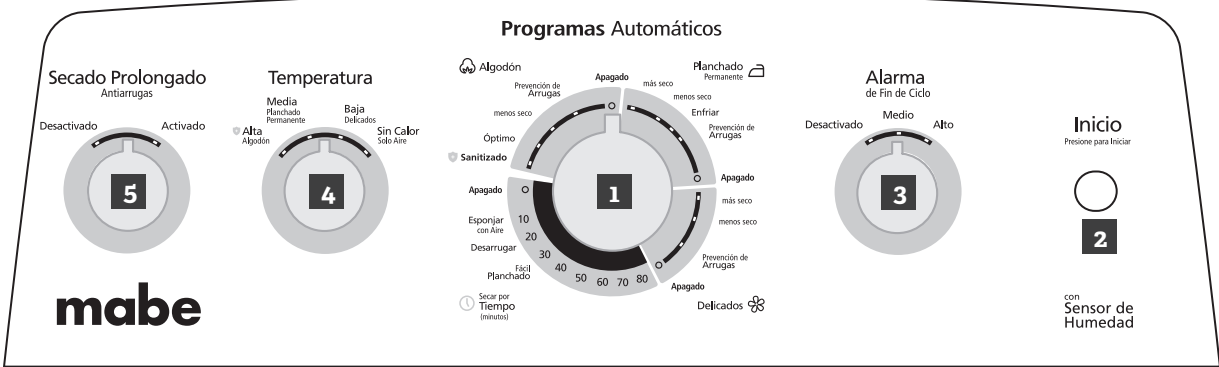 Programas Automáticos
Secado Prolongado
Antiarrugas
Desactivado
Activado
5
Temperatura
Alta
Algodón
Media
Planchado
Permanente
Baja
Delicados
Sin Calor
Solo Aire
4
Algodón
Sanitizado
Óptimo
menos seco
Prevención de
Arrugas
Apagado
Planchado
Permanente
más seco
menos seco
Enfriar
Prevención de
Arrugas
Apagado
más seco
menos seco
Prevención de
Arrugas
Apagado
Delicados
1
Apagado
Esponjar
con Aire
Desarrugar
Fácil
Planchado
10
20
30
40
50
60
70
80
Secar por
Tiempo
(minutos)
Alarma
de Fin de Ciclo
Desactivado
Medio
Alto
3
Inicio
Presione para Iniciar
2
mabe
con
Sensor de
Humedad